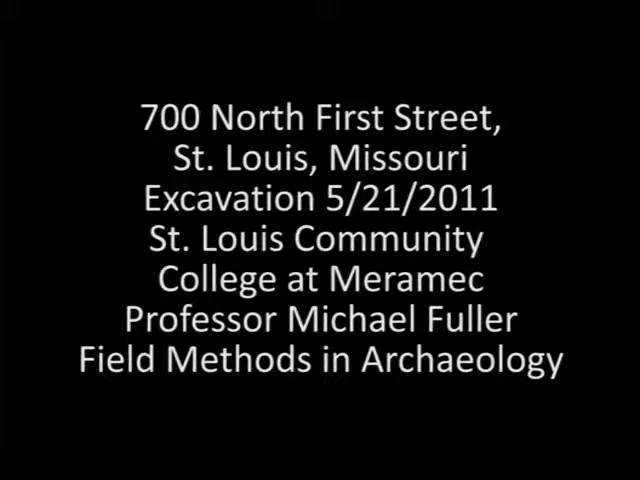 700 North First Street,
St. Louis, Missouri
Excavation 5/21/2011
St. Louis Community
College at Meramec
Professor Michael Fuller
Field Methods in Archaeology